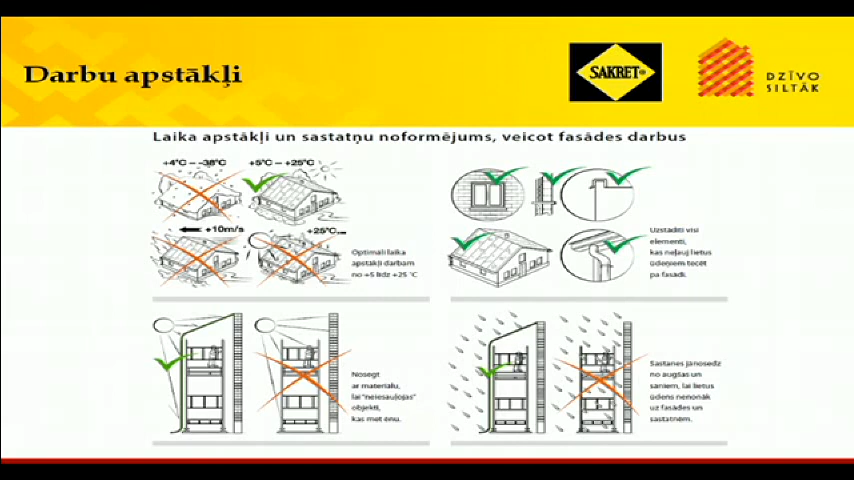 Darbu apstākļi
SAKRET®
DZĪVO
SILTĀK
Laika apstākļi un sastatņu noformējums, veicot fasādes darbus
+4°C – -38°C
+5°C – +25°C
+10m/s
+25°C...
Optimāli laika
apstākļi darbam
no +5 līdz +25 °C
Uzstādīti visi
elementi,
kas neļauj lietus
ūdeņiem tecēt
pa fasādi.
Nosegt
ar materiālu,
lai "neiesauļojas"
objekti,
kas met ēnu.
Sastatnes jānosedz
no augšas un
sāniem, lai lietus
ūdens nenonāk
uz fasādes un
sastatnēm.